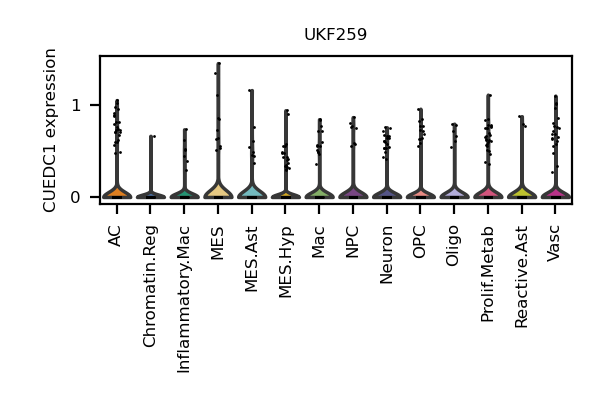 UKF259
CUEDC1 expression
1
0
AC
Chromatin.Reg
Inflammatory.Mac
MES
MES.Ast
MES.Hyp
Mac
NPC
Neuron
OPC
Oligo
Prolif.Metab
Reactive.Ast
Vasc